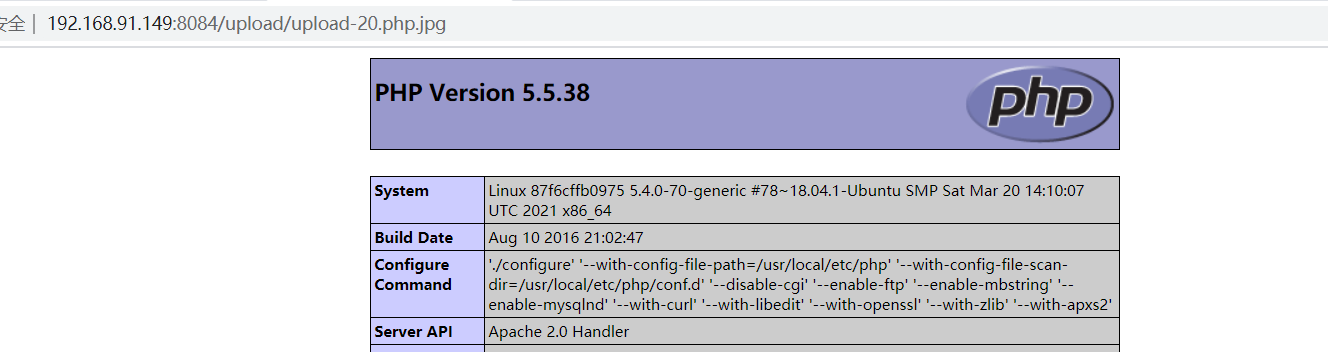 安全 | 192.168.91.149:8084/upload/upload-20.php.jpg
PHP Version 5.5.38
php
System
Linux 87f6cffb0975 5.4.0-70-generic #78~18.04.1-Ubuntu SMP Sat Mar 20 14:10:07
UTC 2021 x86_64
Build Date
Aug 10 2016 21:02:47
Configure
Command
'./configure' '--with-config-file-path=/usr/local/etc/php' '--with-config-file-scan-
dir=/usr/local/etc/php/conf.d' '--disable-cgi' '--enable-ftp' '--enable-mbstring' '--
enable-mysqlnd' '--with-curl' '--with-libedit' '--with-openssl' '--with-zlib' '--with-apxs2'
Server API
Apache 2.0 Handler